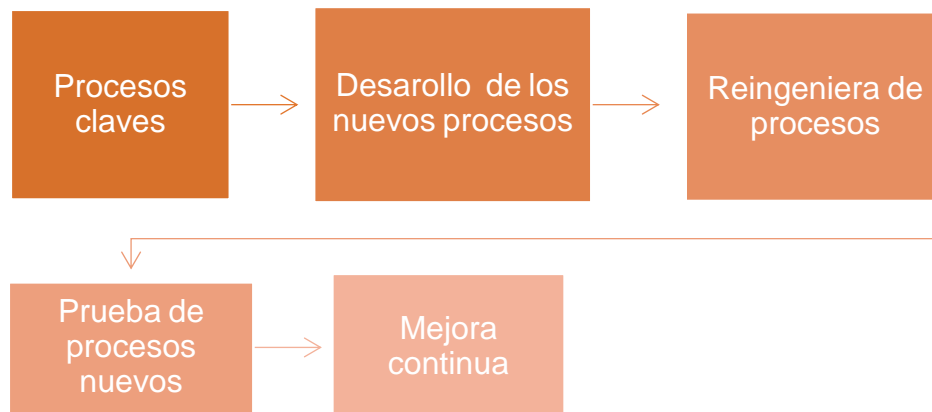 Procesos
claves
Desarollo de los
nuevos procesos
Reingeniera de
procesos
Prueba de
procesos
nuevos
Mejora
continua